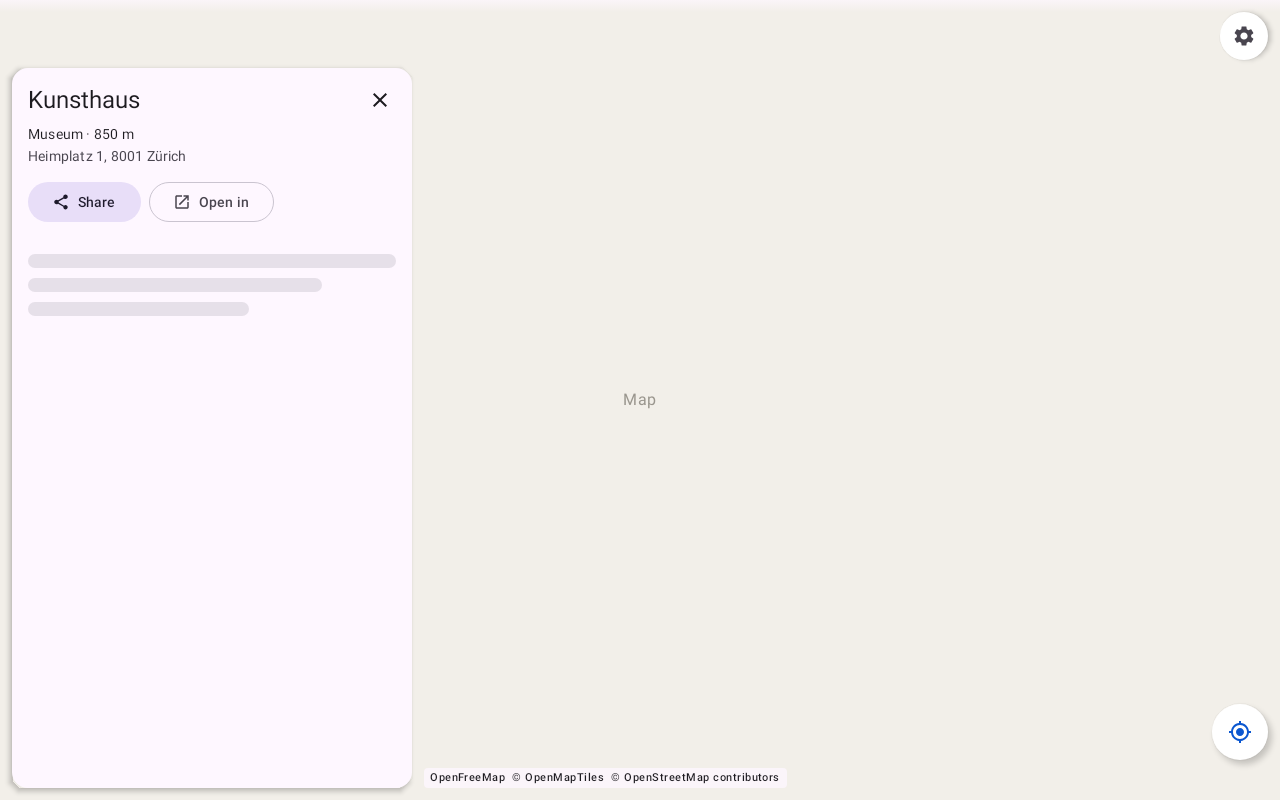 Kunsthaus
Museum · 850 m
Heimplatz 1, 8001 Zürich
Share
Open in
Map
OpenFreeMap © OpenMapTiles © OpenStreetMap contributors